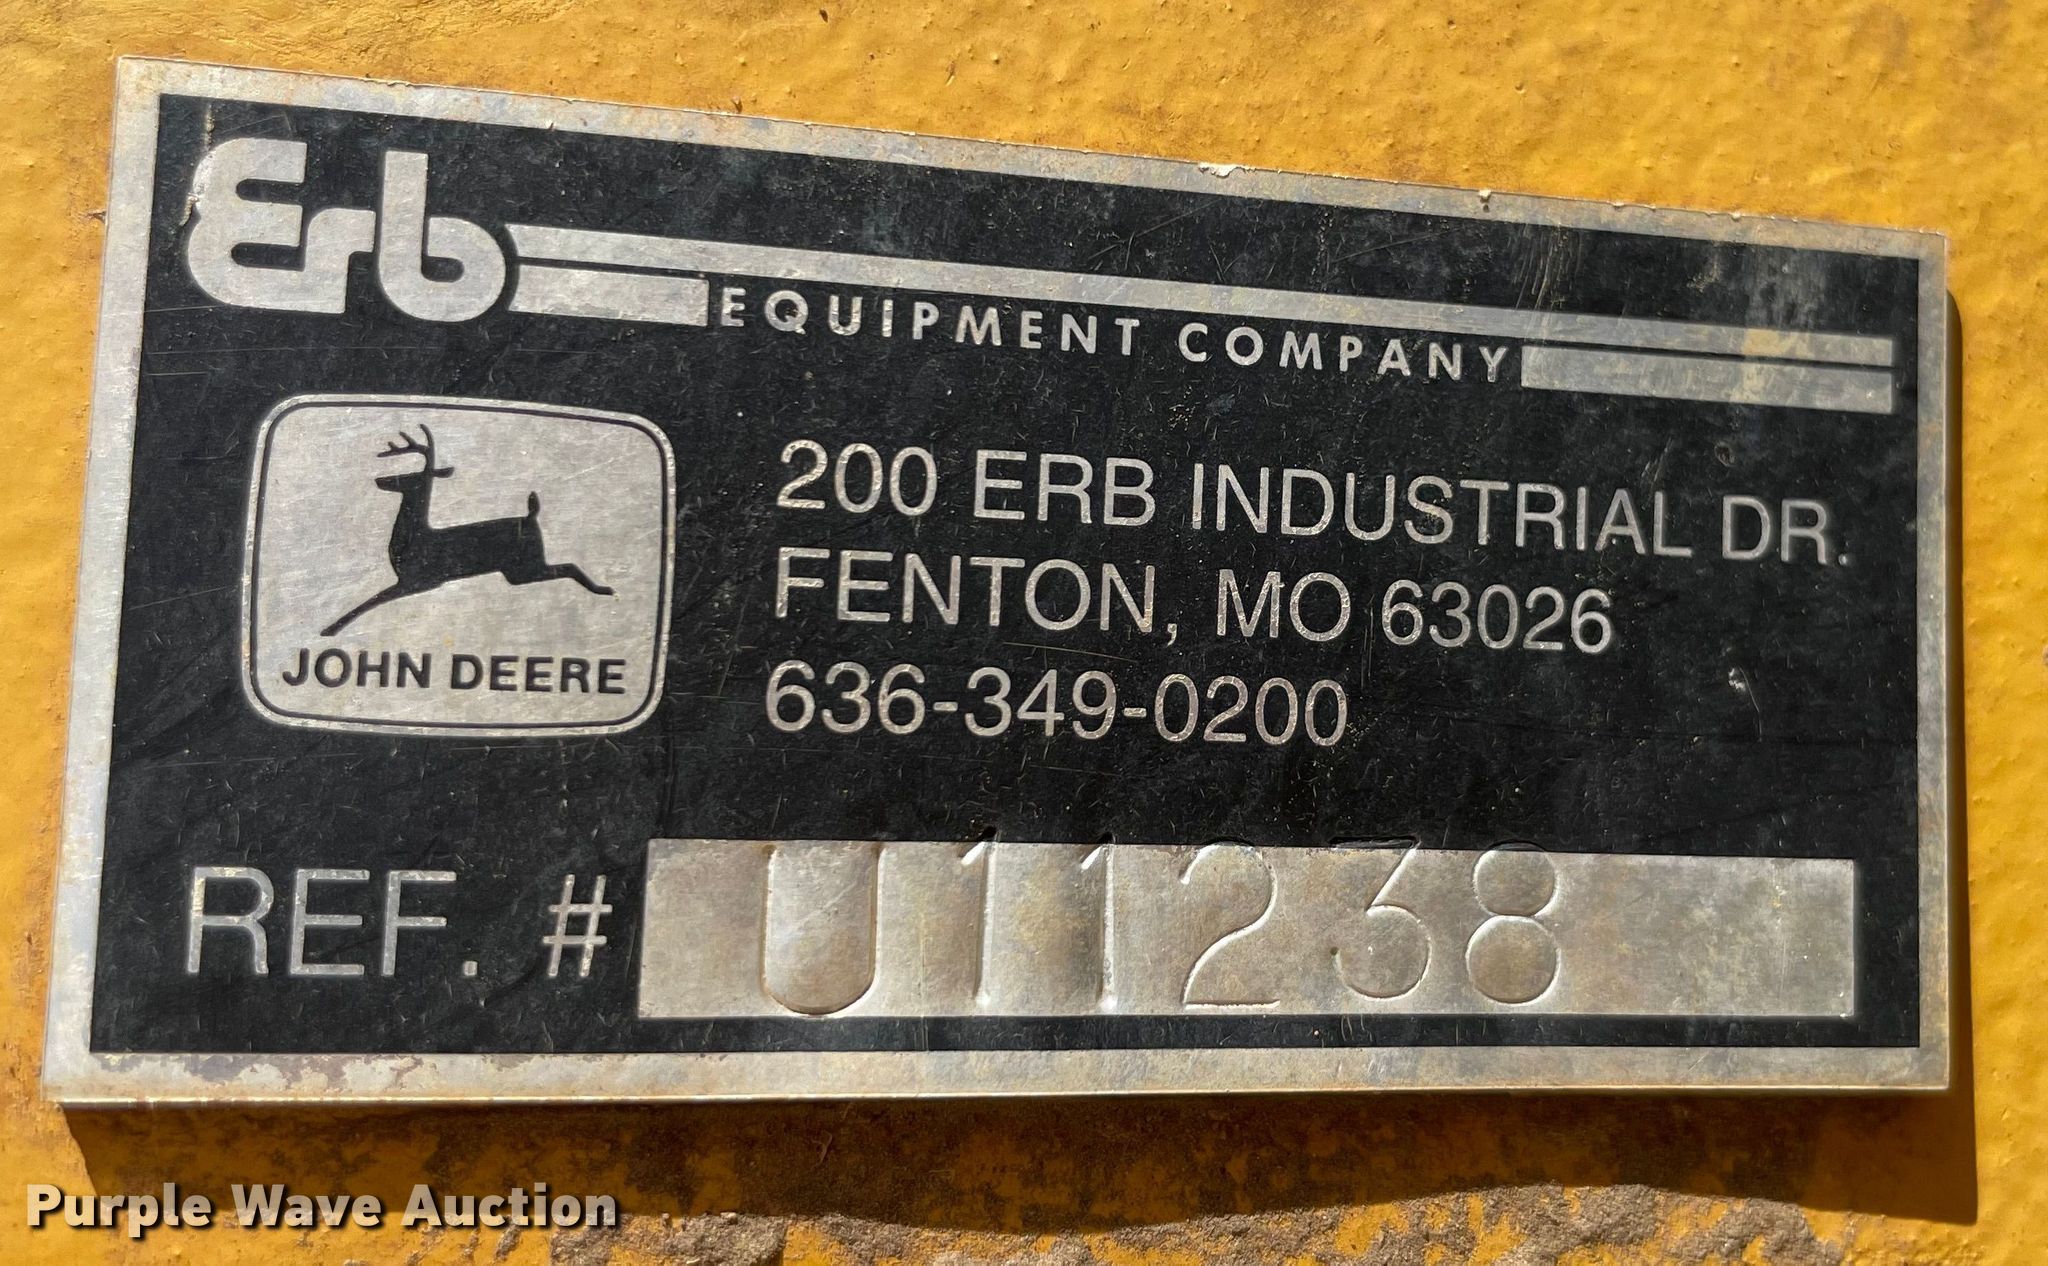 Erb
EQUIPMENT COMPANY
200 ERB INDUSTRIAL DR.
FENTON, MO 63026
636-349-0200
JOHN DEERE
REF. # U11238
Purple Wave Auction